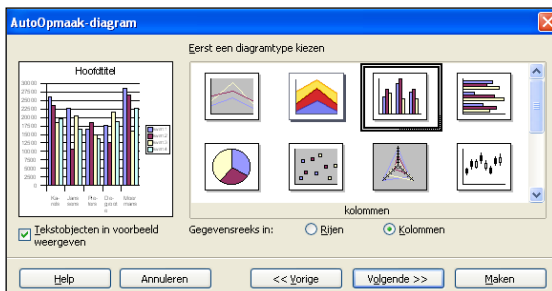 AutoOpmaak-diagram
Eerst een diagramtype kiezen
Hoofdtitel
kolommen
Tekstobjecten in voorbeeld
weergeven
Gegevensreeks in:
Rijen
Kolommen
Help
Annuleren
<< Vorige
Volgende >>
Maken